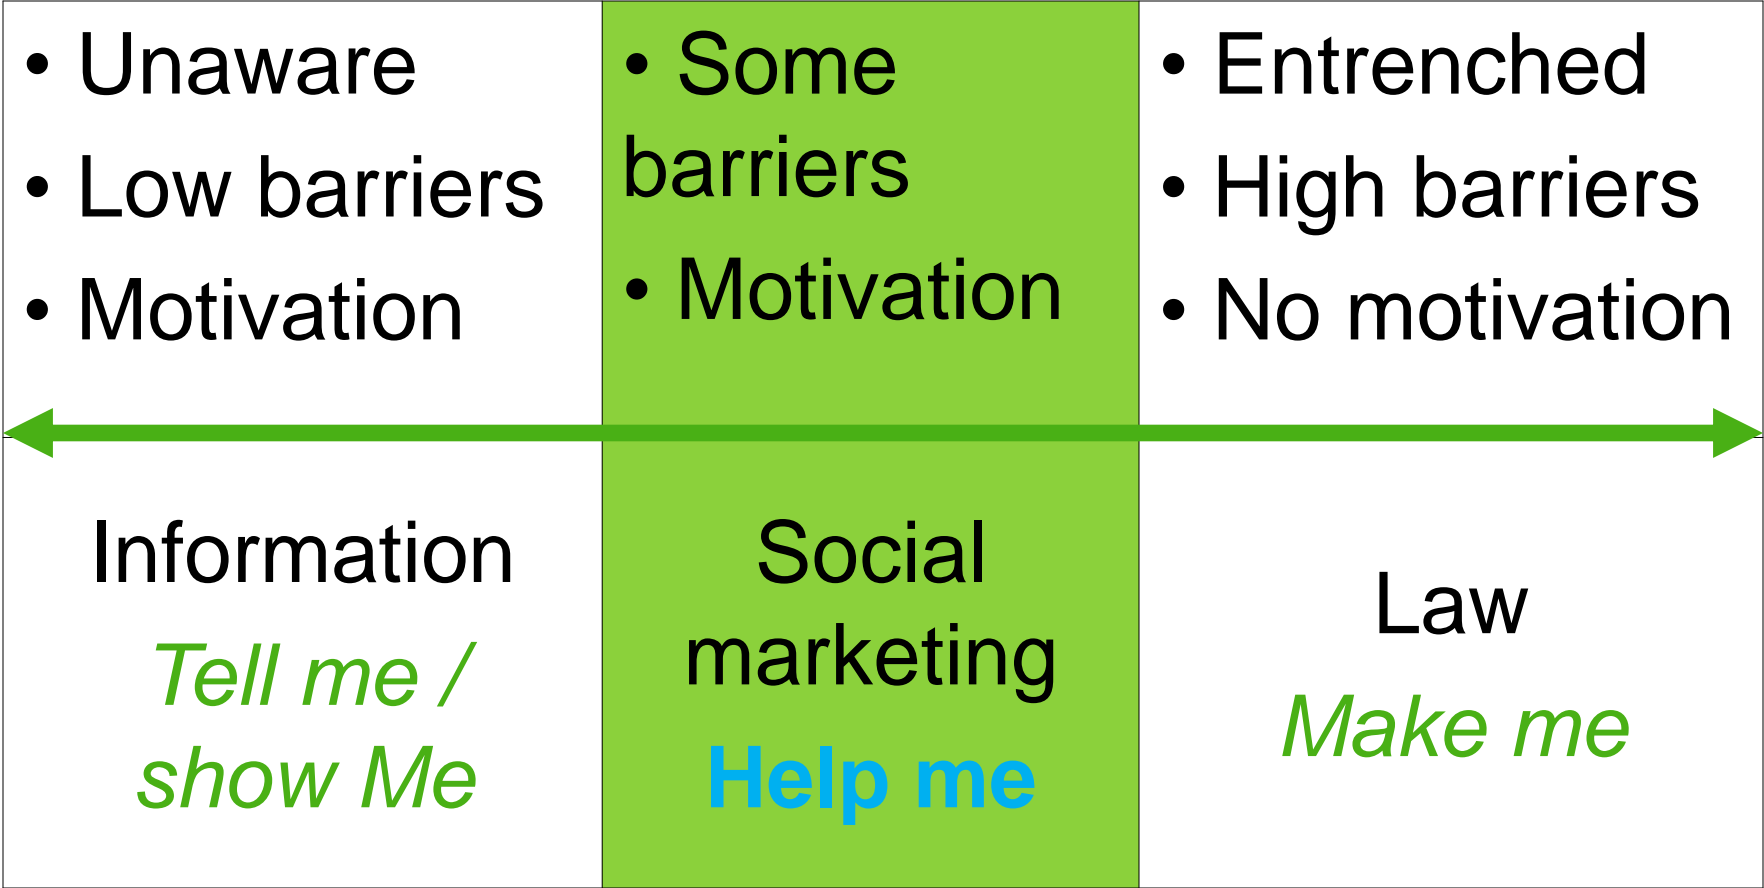 • Unaware
• Low barriers
• Motivation
• Some
barriers
• Motivation
• Entrenched
• High barriers
• No motivation
Information
Tell me /
show Me
Social
marketing
Help me
Law
Make me